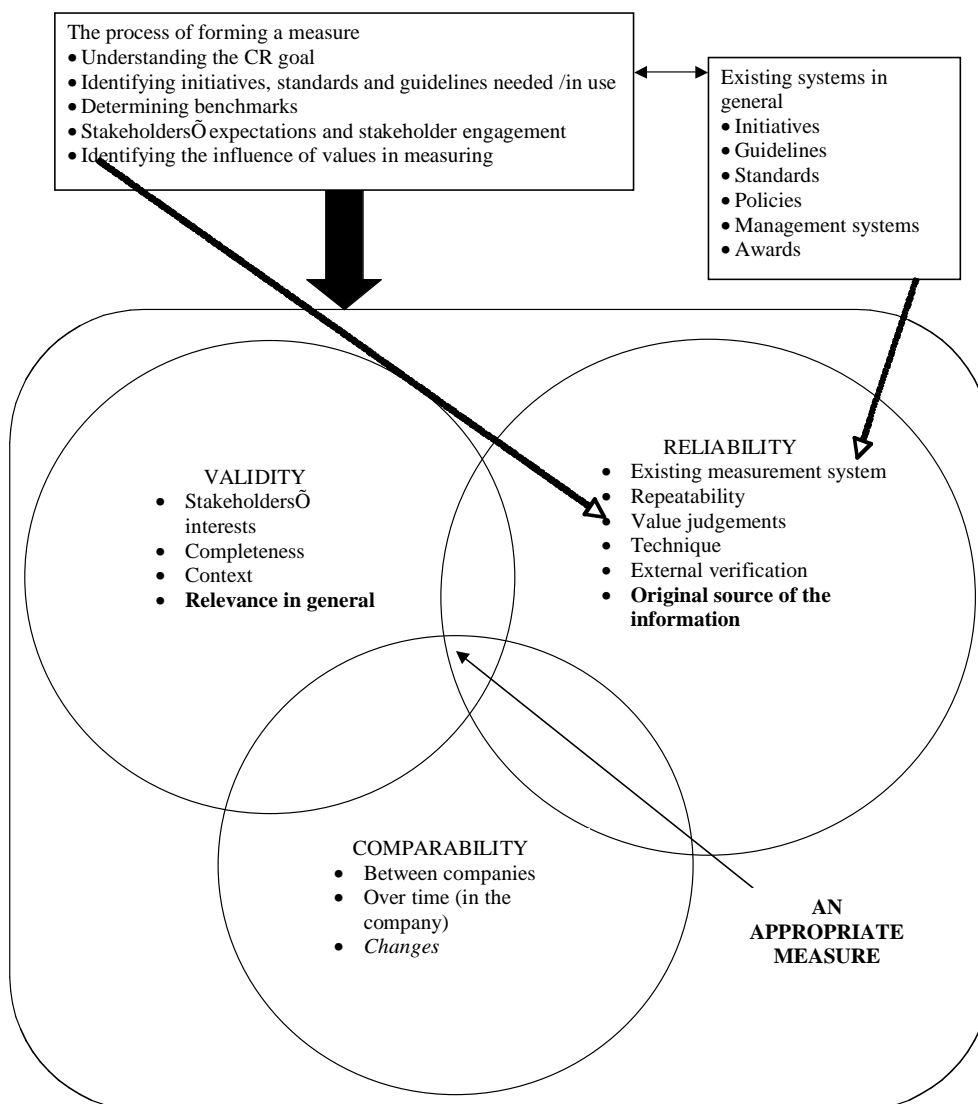 The process of forming a measure
• Understanding the CR goal
• Identifying initiatives, standards and guidelines needed /in use
• Determining benchmarks
• StakeholdersÕ expectations and stakeholder engagement
• Identifying the influence of values in measuring
Existing systems in
general
• Initiatives
• Guidelines
• Standards
• Policies
• Management systems
• Awards
VALIDITY
• StakeholdersÕ
interests
• Completeness
• Context
• Relevance in general
RELIABILITY
• Existing measurement system
• Repeatability
• Value judgements
• Technique
• External verification
• Original source of the
information
COMPARABILITY
• Between companies
• Over time (in the
company)
• Changes
AN
APPROPRIATE
MEASURE